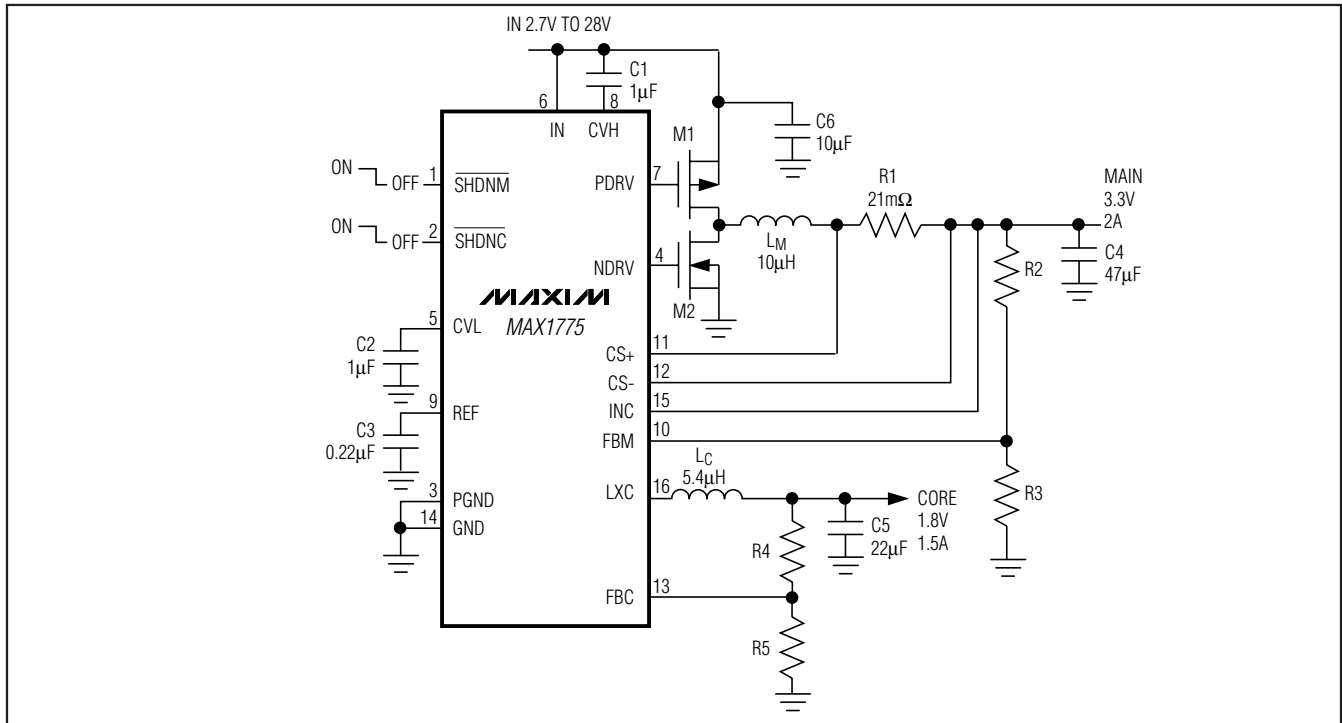 IN 2.7V TO 28V
C1
1µF
6
8
IN
CVH
C6
10µF
M1
ON
OFF
1
SHDNM
PDRV
7
R1
21mΩ
MAIN
3.3V
2A
ON
OFF
2
SHDNC
LM
10µH
NDRV
4
R2
C4
47µF
MAXIM
MAX1775
M2
5
CVL
C2
1µF
CS+
11
CS-
12
INC
15
9
REF
FBM
10
C3
0.22µF
LC
5.4µH
LXC
16
3
PGND
14
GND
CORE
1.8V
1.5A
C5
22µF
R3
R4
FBC
13
R5